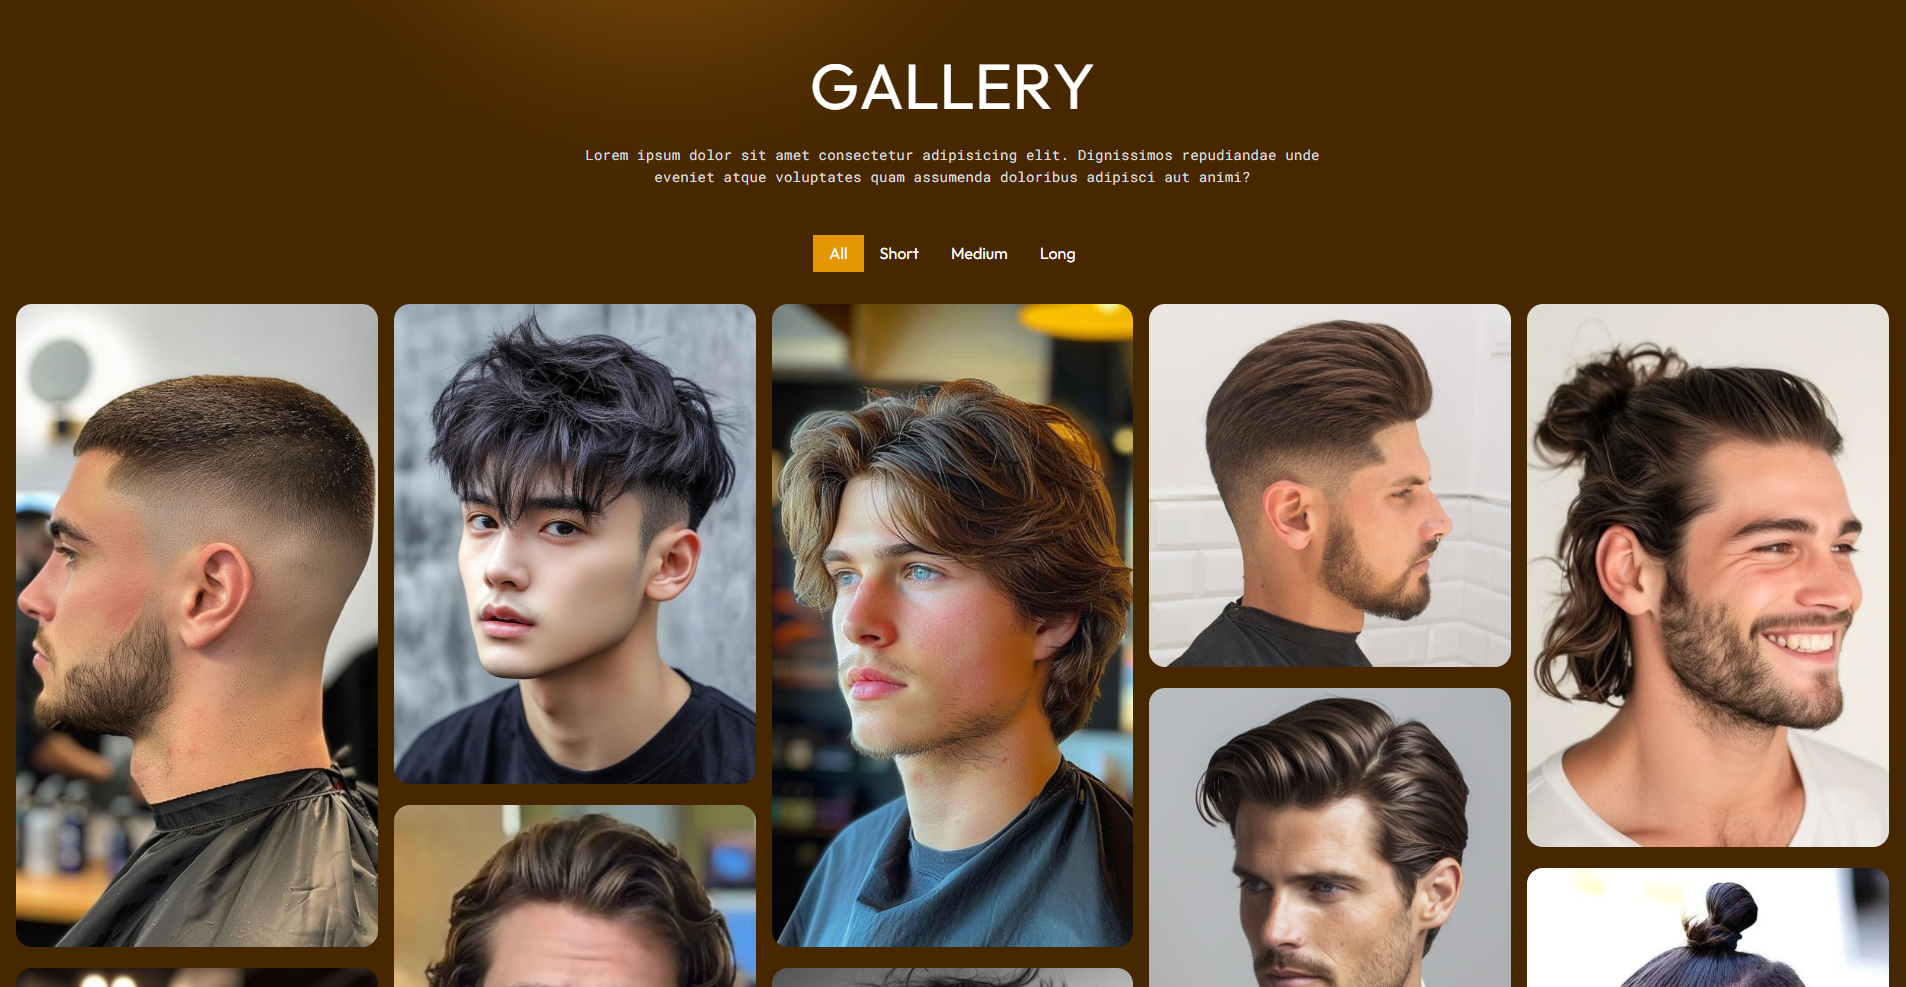 GALLERY
Lorem ipsum dolor sit amet consectetur adipisicing elit. Dignissimos repudiandae unde
eveniet atque voluptates quam assumenda doloribus adipisci aut animi?
All Short Medium Long